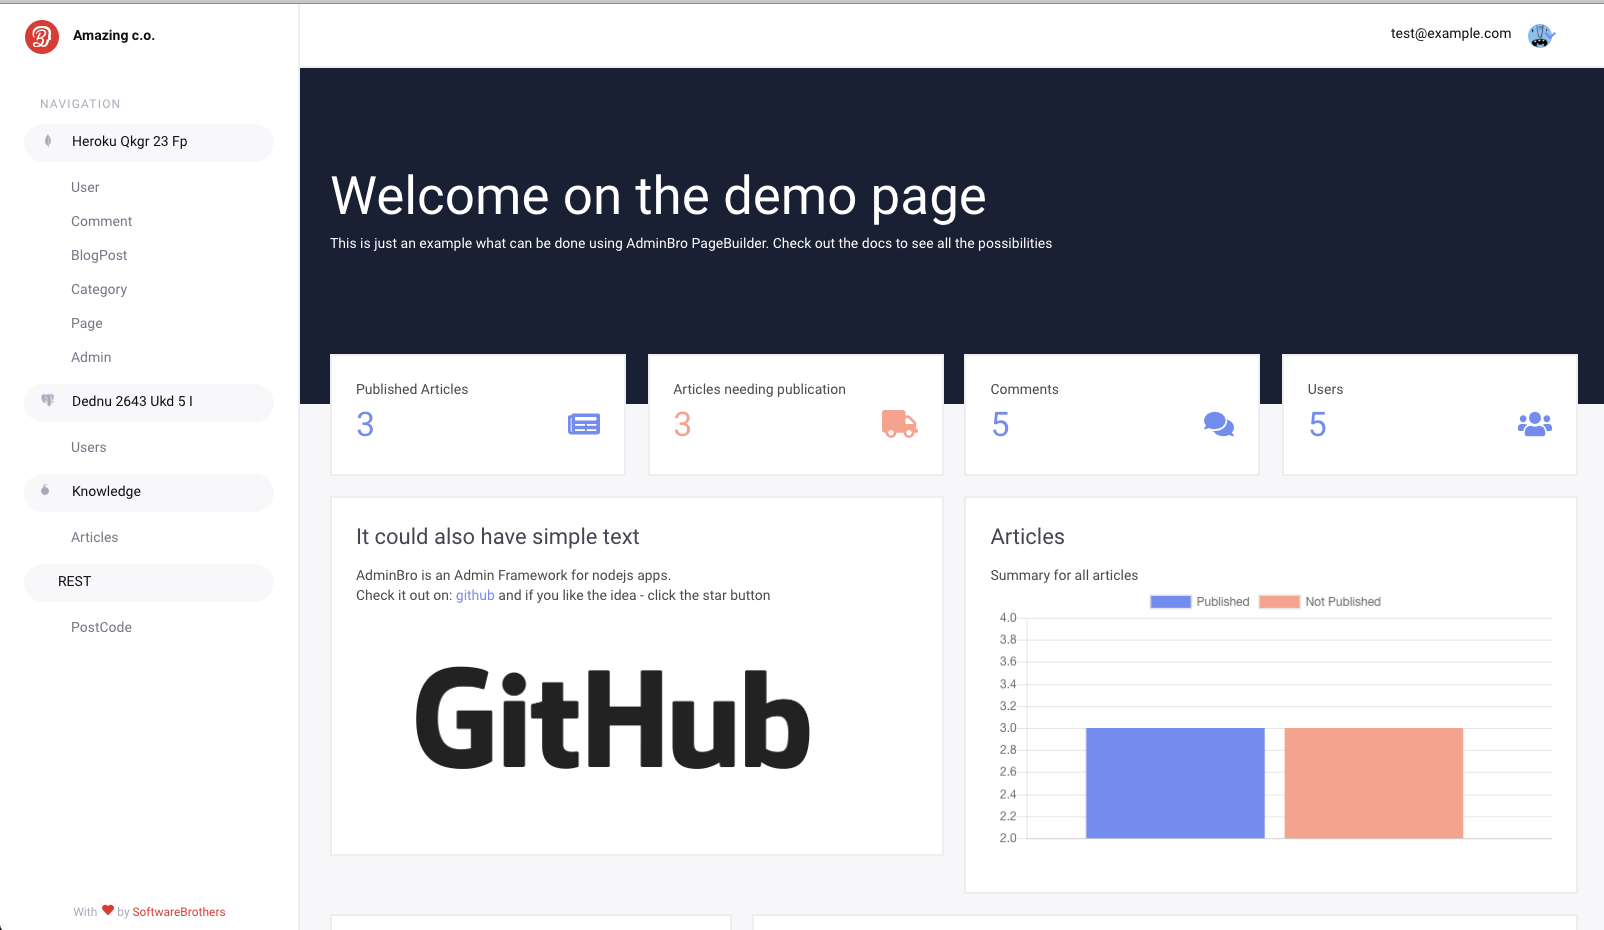 Amazing c.o.
test@example.com
NAVIGATION
Heroku Qkgr 23 Fp
User
Comment
BlogPost
Category
Page
Admin
Dednu 2643 Ukd 5 I
Users
Knowledge
Articles
REST
PostCode
With by SoftwareBrothers
Welcome on the demo page
This is just an example what can be done using AdminBro PageBuilder. Check out the docs to see all the possibilities
Published Articles
3
Articles needing publication
3
Comments
5
Users
5
It could also have simple text
AdminBro is an Admin Framework for nodejs apps.
Check it out on: github and if you like the idea - click the star button
GitHub
Articles
Summary for all articles
Published Not Published
4.0
3.8
3.6
3.4
3.2
3.0
2.8
2.6
2.4
2.2
2.0